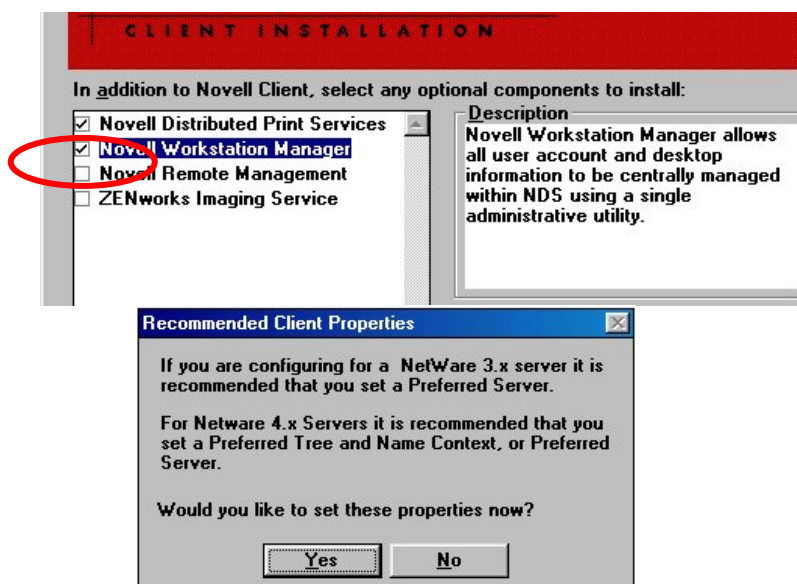 CLIENT INSTALLATION
In addition to Novell Client, select any optional components to install:
Novell Distributed Print Services
Novell Workstation Manager
Novell Remote Management
ZENworks Imaging Service
Description
Novell Workstation Manager allows
all user account and desktop
information to be centrally managed
within NDS using a single
administrative utility.
Recommended Client Properties
If you are configuring for a NetWare 3.x server it is
recommended that you set a Preferred Server.
For Netware 4.x Servers it is recommended that you
set a Preferred Tree and Name Context, or Preferred
Server.
Would you like to set these properties now?
Yes
No